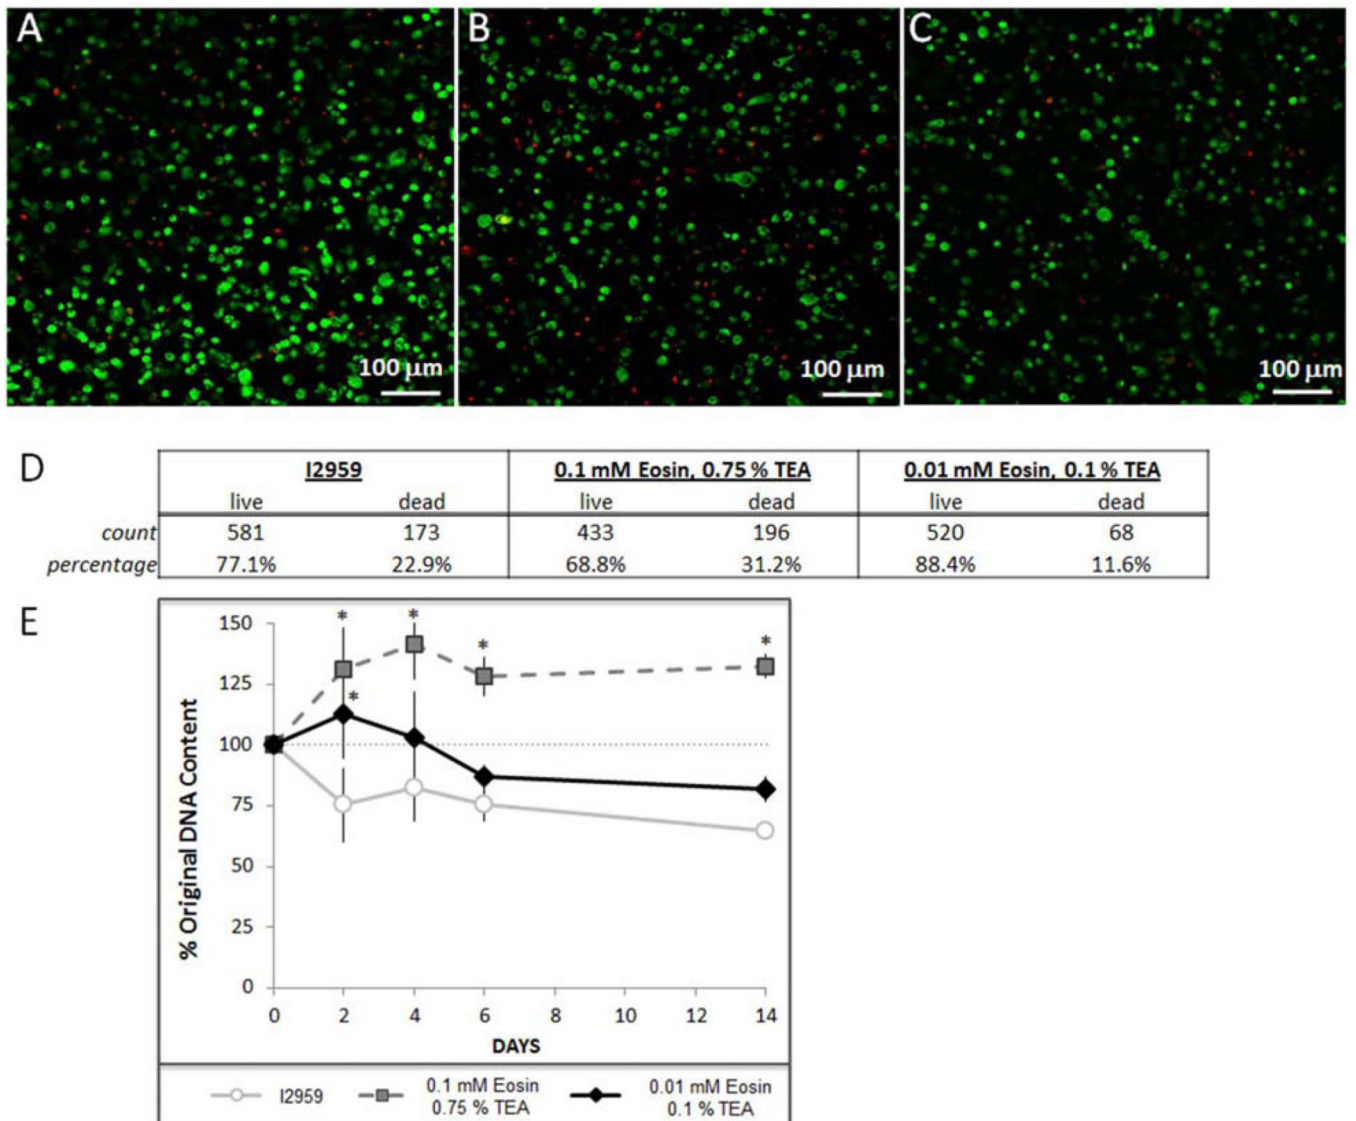 A B C
100 µm 100 µm 100 µm
D
I2959 0.1 mM Eosin, 0.75 % TEA 0.01 mM Eosin, 0.1 % TEA
live dead live dead live dead
count 581 173 433 196 520 68
percentage 77.1% 22.9% 68.8% 31.2% 88.4% 11.6%
E
% Original DNA Content
150
125
100
75
50
25
0
* * * * *
0 2 4 6 8 10 12 14
DAYS
I2959
0.1 mM Eosin
0.75 % TEA
0.01 mM Eosin
0.1 % TEA